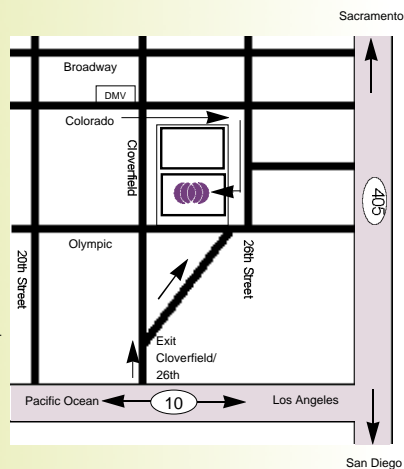 Sacramento
Broadway
DMV
Colorado
Cloverfield
405
Olympic
20th Street
26th Street
Exit
Cloverfield/
26th
Pacific Ocean
10
Los Angeles
San Diego